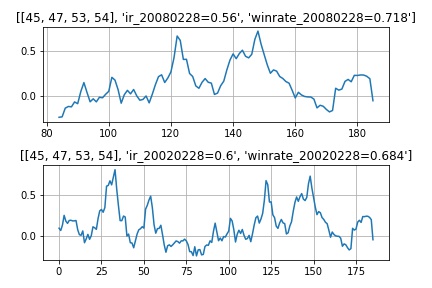 [[45, 47, 53, 54], 'ir_20080228=0.56', 'winrate_20080228=0.718']
0.5
0.0
80 100 120 140 160 180
[[45, 47, 53, 54], 'ir_20020228=0.6', 'winrate_20020228=0.684']
0.5
0.0
0 25 50 75 100 125 150 175